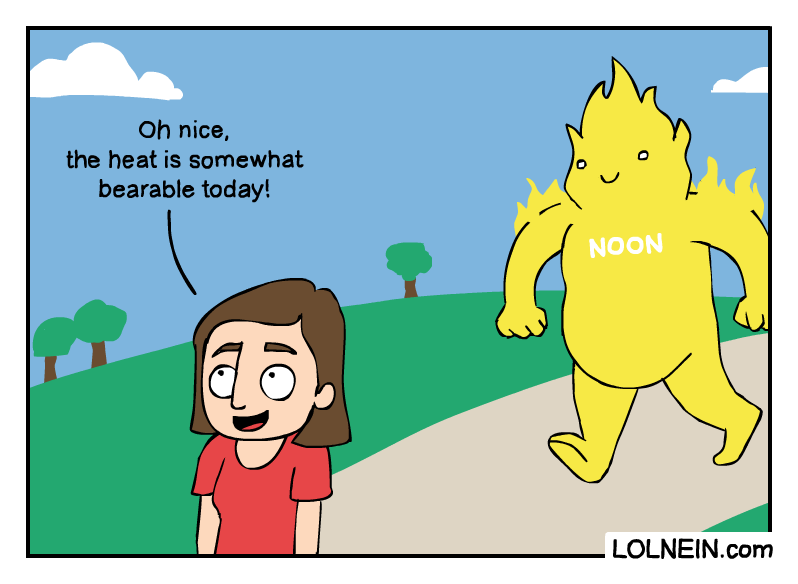 Oh nice,
the heat is somewhat
bearable today!
NOON
LOLNEIN.com